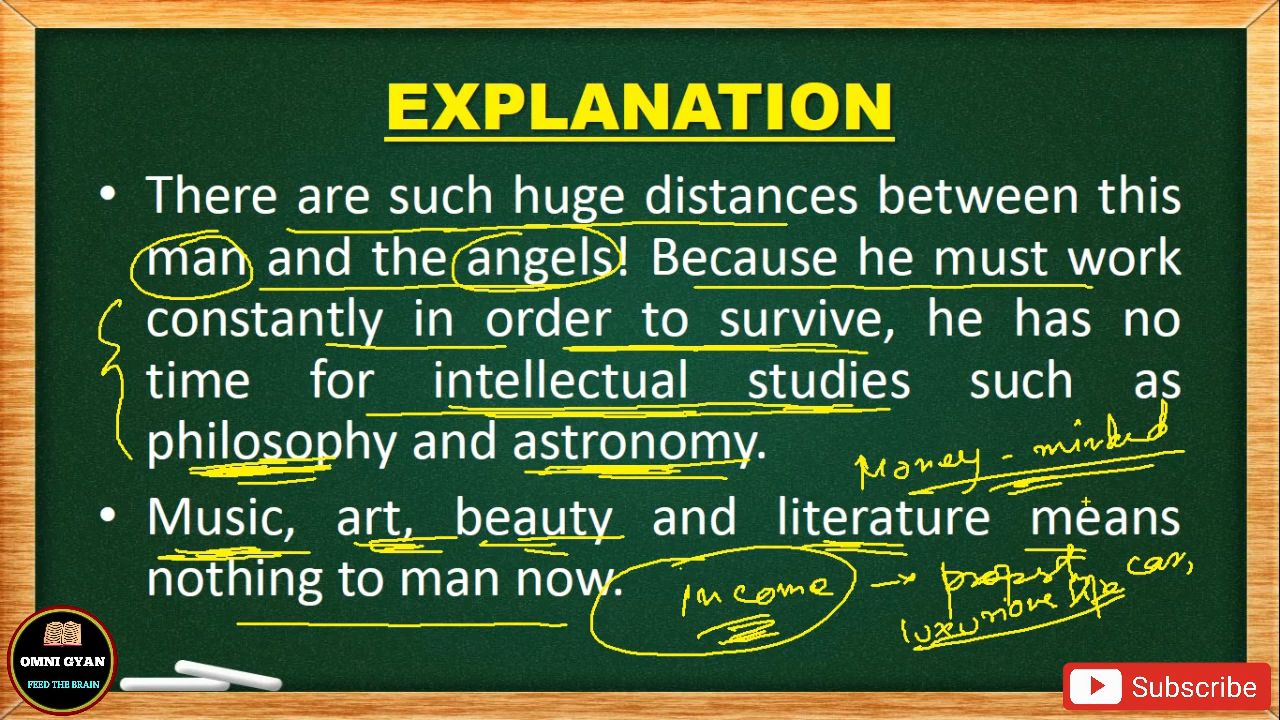 EXPLANATION
• There are such huge distances between this
man and the angels! Because he must work
constantly in order to survive, he has no
time for intellectual studies such as
philosophy and astronomy.
Money - minded
• Music, art, beauty and literature means
nothing to man now.
Income → propert car,
luxurious life
OMNI GYAN
FEED THE BRAIN
Subscribe